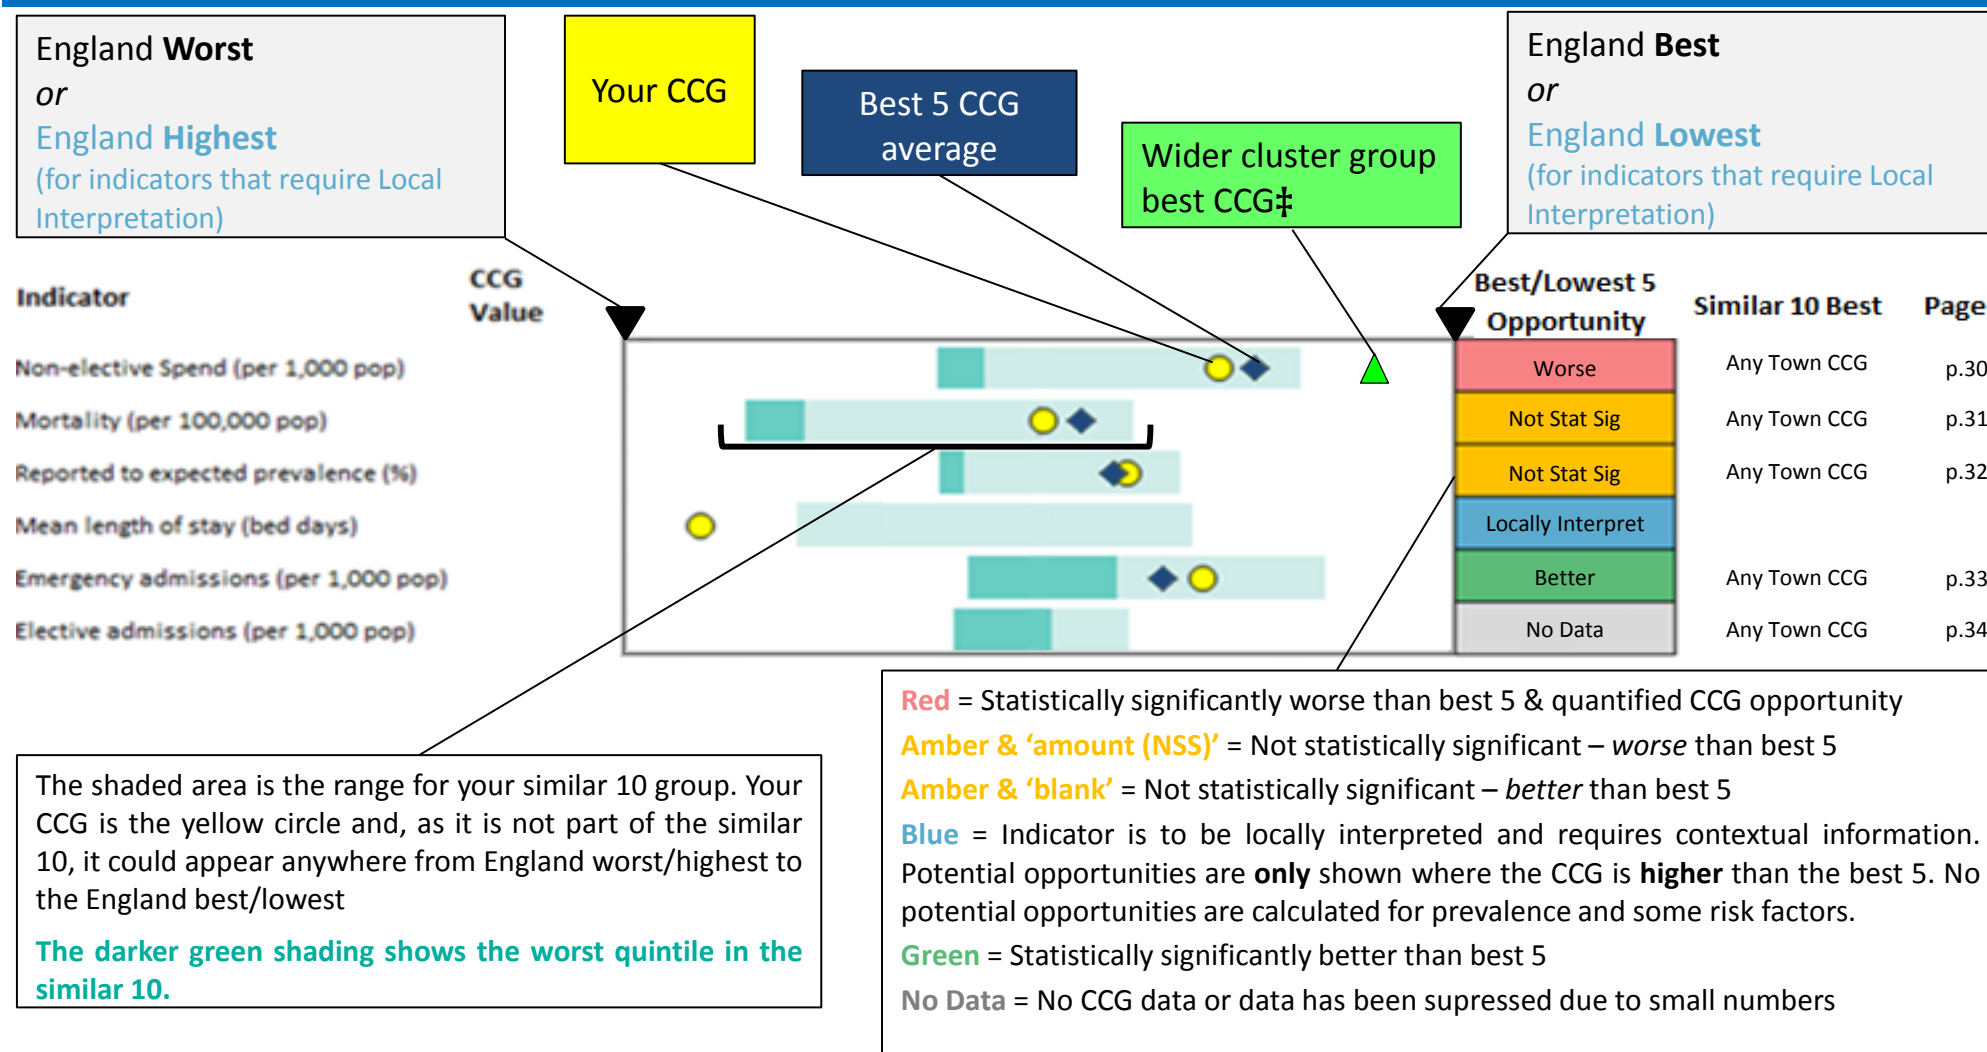 England Worst
or
England Highest
(for indicators that require Local
Interpretation)
Your CCG
Best 5 CCG
average
Wider cluster group
best CCG‡
England Best
or
England Lowest
(for indicators that require Local
Interpretation)
Indicator
CCG
Value
Best/Lowest 5
Opportunity
Similar 10 Best
Page
Non-elective Spend (per 1,000 pop)
Worse
Any Town CCG
p.30
Mortality (per 100,000 pop)
Not Stat Sig
Any Town CCG
p.31
Reported to expected prevalence (%)
Not Stat Sig
Any Town CCG
p.32
Mean length of stay (bed days)
Locally Interpret
Emergency admissions (per 1,000 pop)
Better
Any Town CCG
p.33
Elective admissions (per 1,000 pop)
No Data
Any Town CCG
p.34
The shaded area is the range for your similar 10 group. Your
CCG is the yellow circle and, as it is not part of the similar
10, it could appear anywhere from England worst/highest to
the England best/lowest
The darker green shading shows the worst quintile in the
similar 10.
Red = Statistically significantly worse than best 5 & quantified CCG opportunity
Amber & ‘amount (NSS)’ = Not statistically significant – worse than best 5
Amber & ‘blank’ = Not statistically significant – better than best 5
Blue = Indicator is to be locally interpreted and requires contextual information.
Potential opportunities are only shown where the CCG is higher than the best 5. No
potential opportunities are calculated for prevalence and some risk factors.
Green = Statistically significantly better than best 5
No Data = No CCG data or data has been supressed due to small numbers